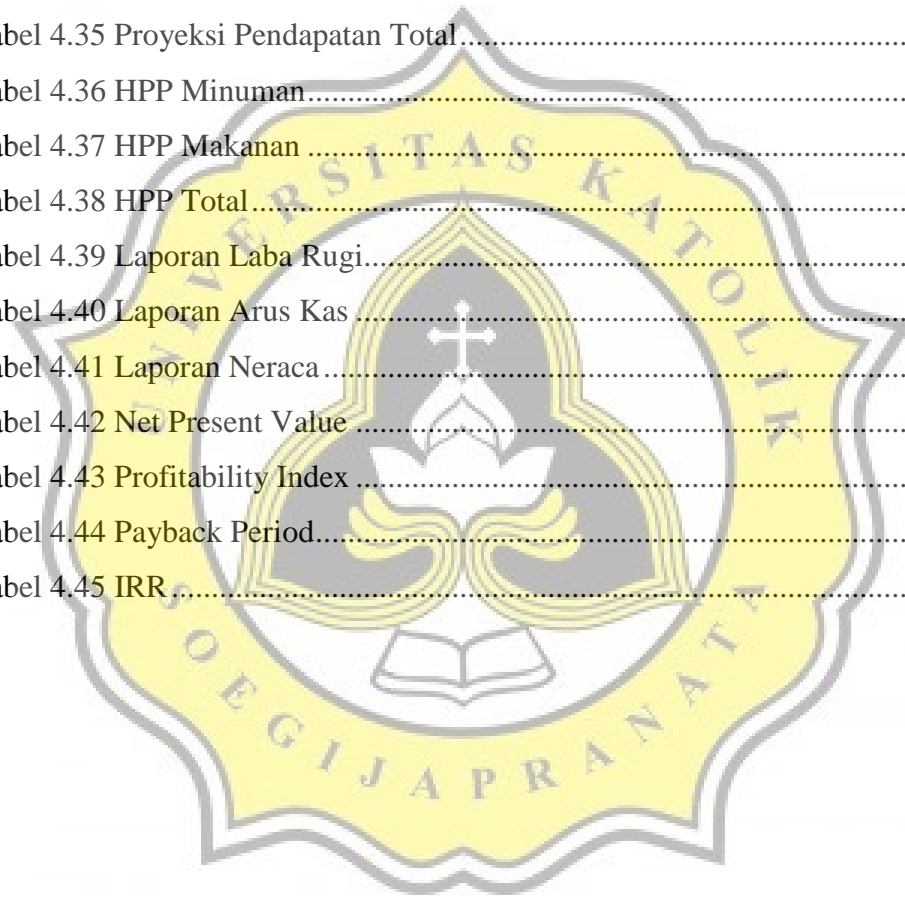 abel 4.35 Proyeksi Pendapatan Total........................................................
abel 4.36 HPP Minuman........................................................................
abel 4.37 HPP Makanan ........................................................................
abel 4.38 HPP Total................................................................................
abel 4.39 Laporan Laba Rugi..................................................................
abel 4.40 Laporan Arus Kas ...................................................................
abel 4.41 Laporan Neraca.......................................................................
abel 4.42 Net Present Value ...................................................................
abel 4.43 Profitability Index ...................................................................
abel 4.44 Payback Period........................................................................
abel 4.45 IRR..........................................................................................
UNIVERSITAS KATOLIK
SOEGIJAPRANATA